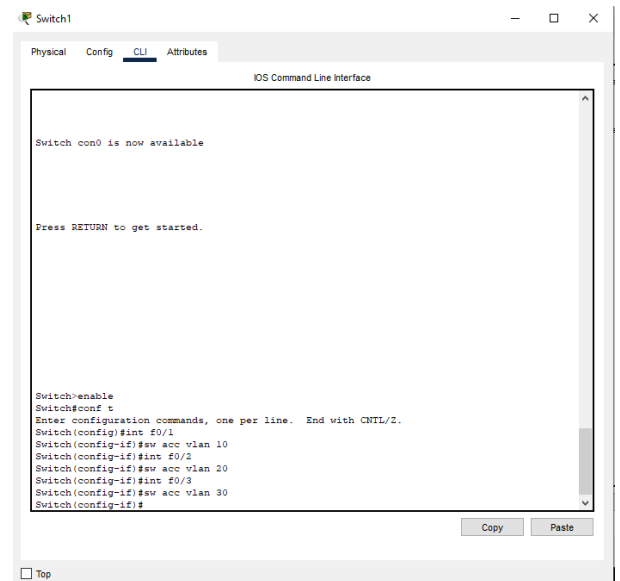 Switch1
Physical Config CLI Attributes
IOS Command Line Interface
Switch con0 is now available
Press RETURN to get started.
Switch>enable
Switch#conf t
Enter configuration commands, one per line.  End with CNTL/Z.
Switch(config)#int f0/1
Switch(config-if)#sw acc vlan 10
Switch(config-if)#int f0/2
Switch(config-if)#sw acc vlan 20
Switch(config-if)#int f0/3
Switch(config-if)#sw acc vlan 30
Switch(config-if)#
Copy Paste
Top